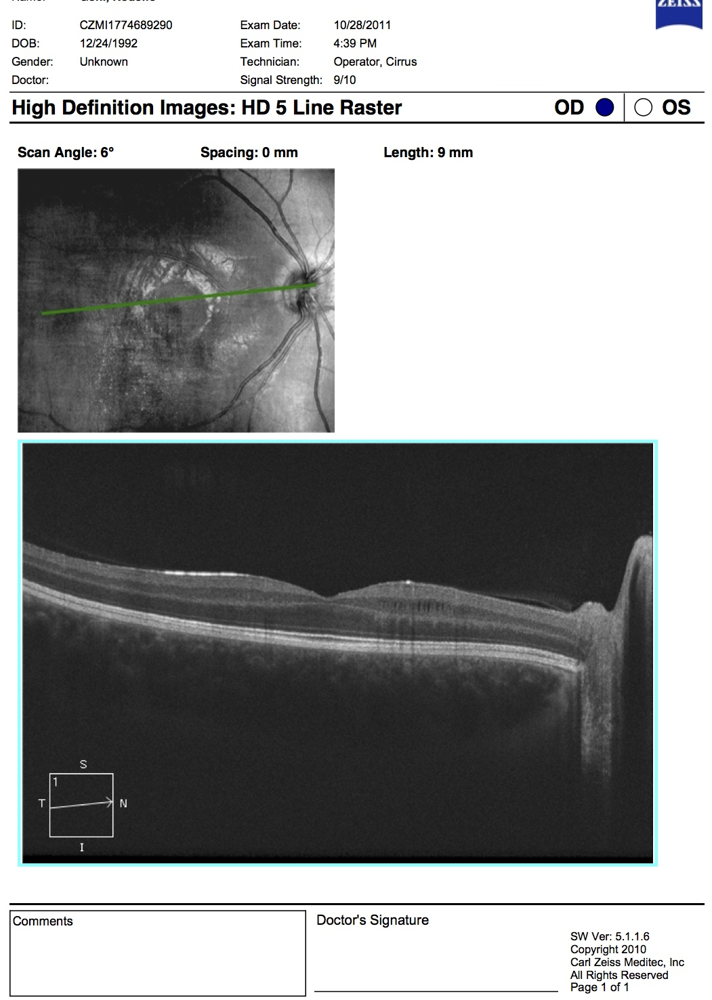 ID: CZMI1774689290 Exam Date: 10/28/2011
DOB: 12/24/1992 Exam Time: 4:39 PM
Gender: Unknown Technician: Operator, Cirrus
Doctor: Signal Strength: 9/10
ZEISS
High Definition Images: HD 5 Line Raster OD OS
Scan Angle: 6° Spacing: 0 mm Length: 9 mm
S
1
T N
I
Comments
Doctor's Signature
SW Ver: 5.1.1.6
Copyright 2010
Carl Zeiss Meditec, Inc
All Rights Reserved
Page 1 of 1